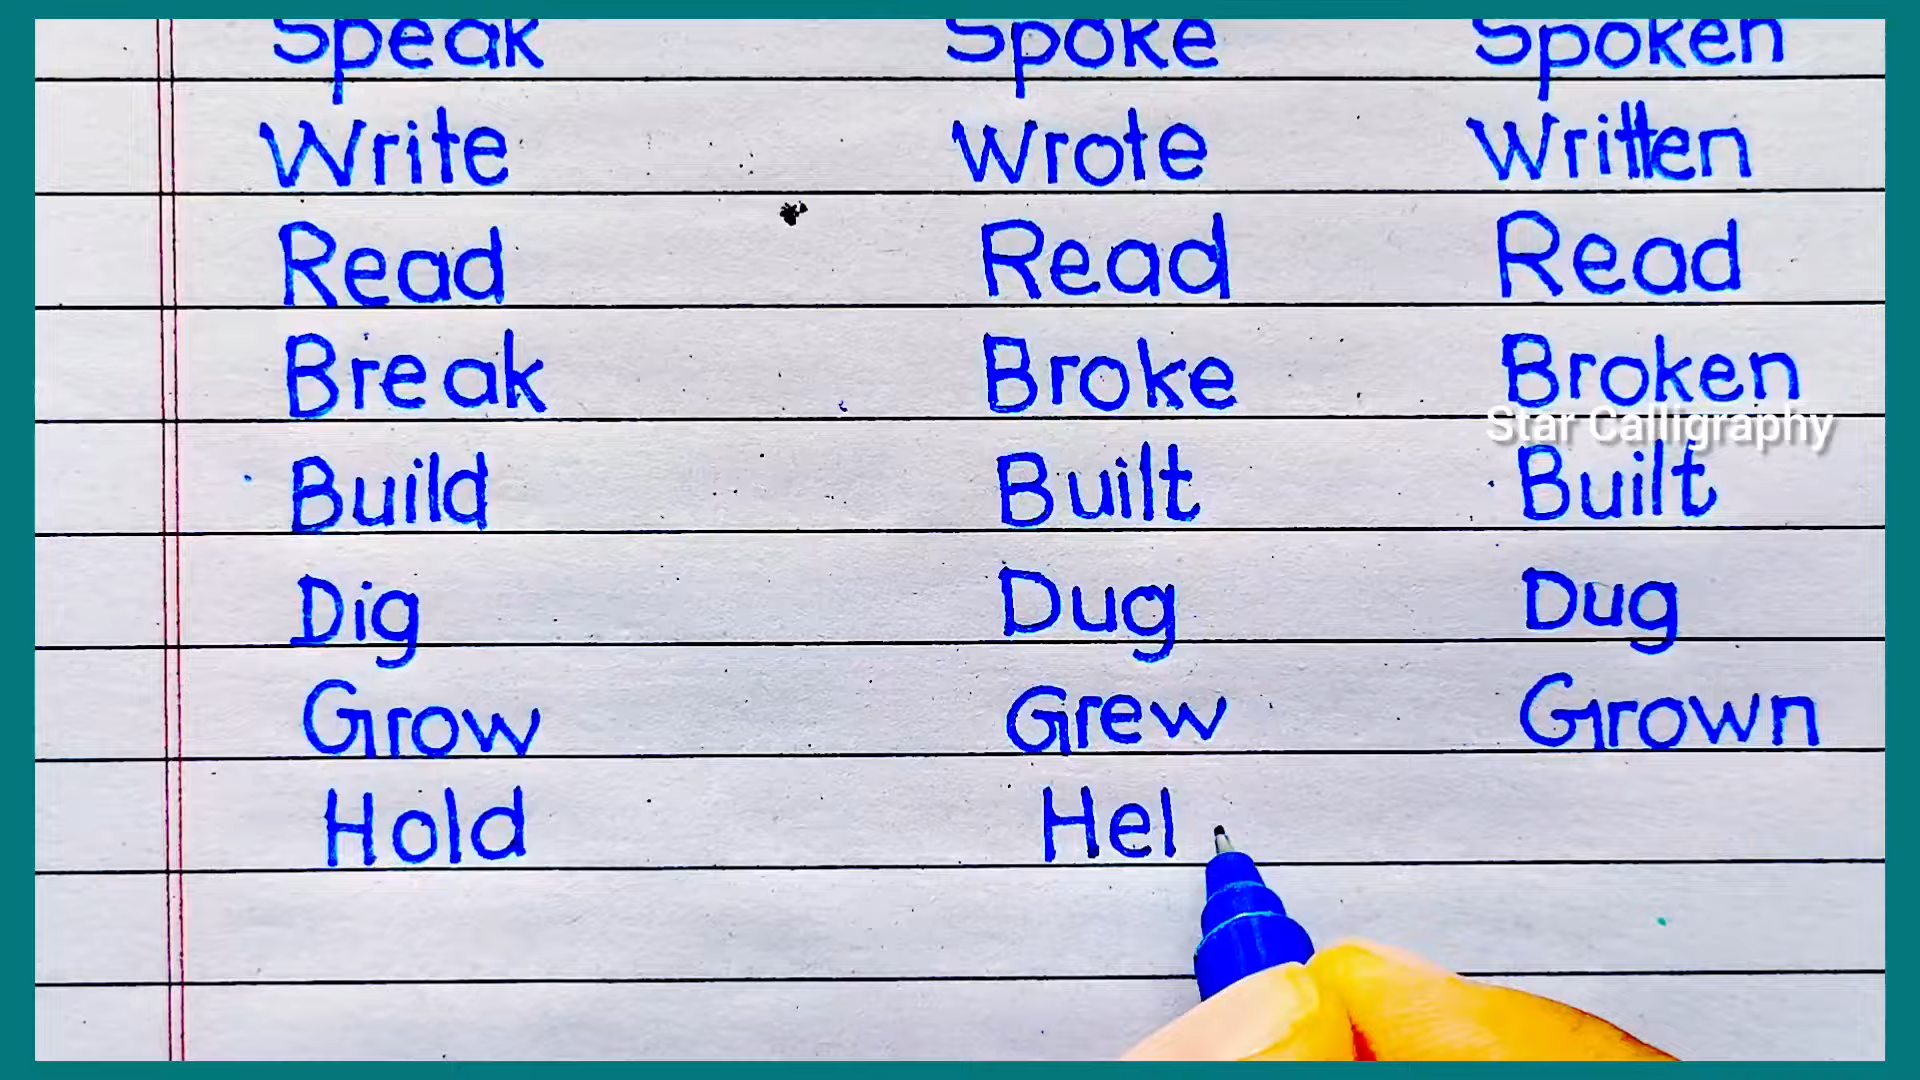 Speak Spoke Spoken
Write Wrote Written
Read Read Read
Break Broke Broken
Star Calligraphy
Build Built Built
Dig Dug Dug
Grow Grew Grown
Hold Hel